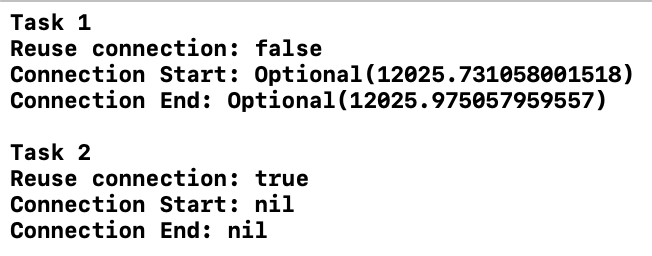 Task 1
Reuse connection: false
Connection Start: Optional(12025.731058001518)
Connection End: Optional(12025.975057959557)
Task 2
Reuse connection: true
Connection Start: nil
Connection End: nil